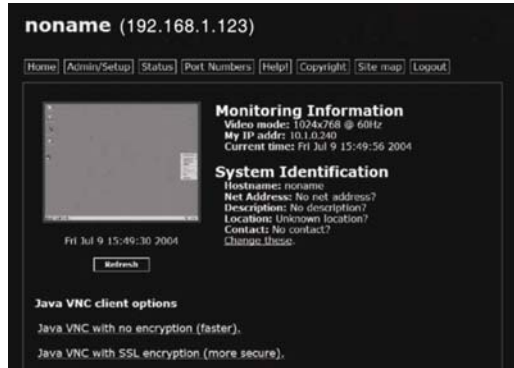 noname (192.168.1.123)
Home Admin/Setup Status Port Numbers Help! Copyright Site map Logout
Monitoring Information
Video mode: 1024x768 @ 60Hz
My IP addr: 10.1.0.240
Current time: Fri Jul 9 15:49:56 2004
System Identification
Hostname: noname
Net Address: No net address?
Description: No description?
Location: Unknown location?
Contact: No contact?
Change these.
Fri Jul 9 15:49:30 2004
Refresh
Java VNC client options
Java VNC with no encryption (faster).
Java VNC with SSL encryption (more secure).